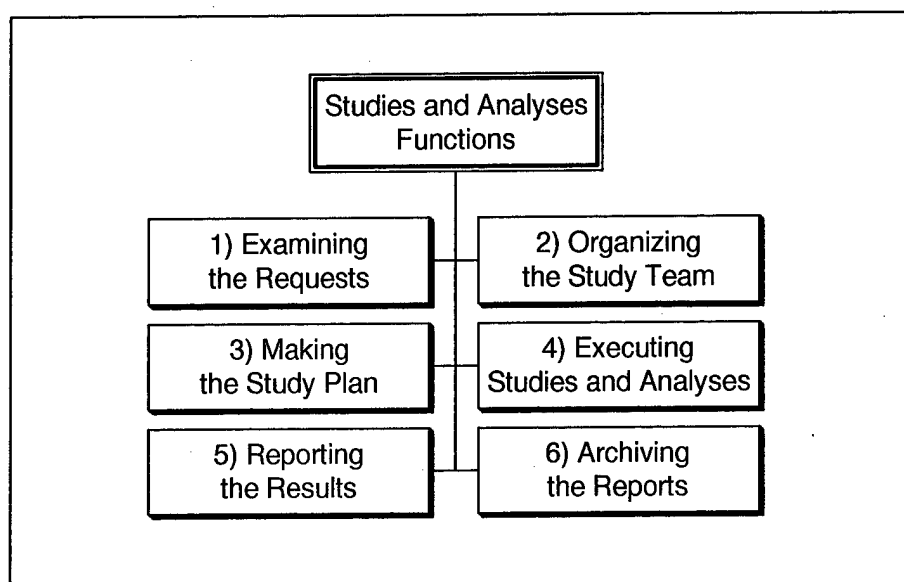 Studies and Analyses
Functions
1) Examining
the Requests
2) Organizing
the Study Team
3) Making
the Study Plan
4) Executing
Studies and Analyses
5) Reporting
the Results
6) Archiving
the Reports